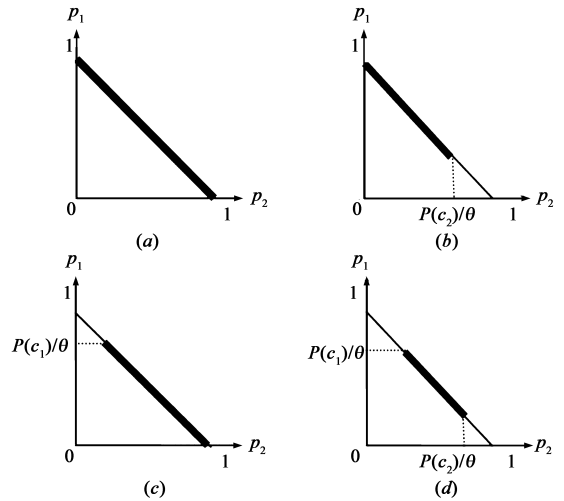 p₁
1
0
1
p₂
(a)
p₁
1
0
P(c₂)/θ
1
p₂
(b)
p₁
1
P(c₁)/θ
0
1
p₂
(c)
p₁
1
P(c₁)/θ
0
P(c₂)/θ
1
p₂
(d)